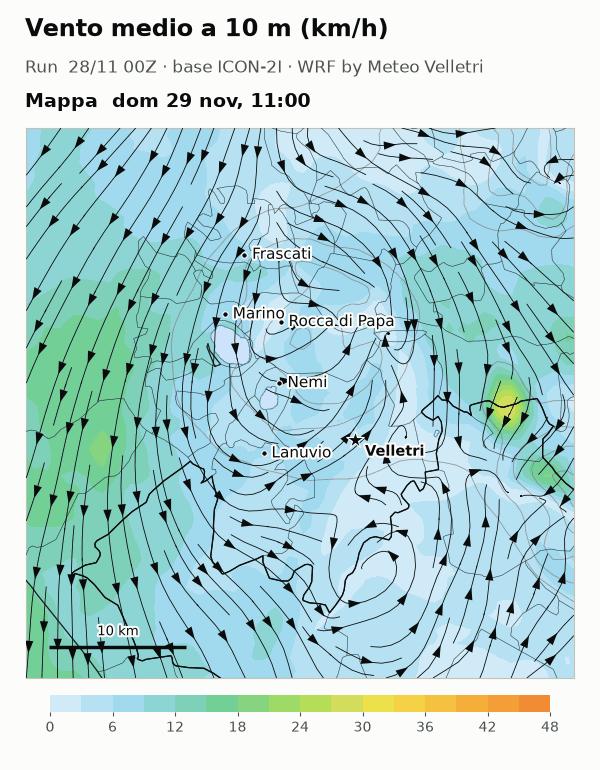 Vento medio a 10 m (km/h)
Run  28/11 00Z · base ICON-2I · WRF by Meteo Velletri
Mappa  dom 29 nov, 11:00
Frascati
Marino
Rocca di Papa
Nemi
Lanuvio
Velletri
10 km
0 6 12 18 24 30 36 42 48